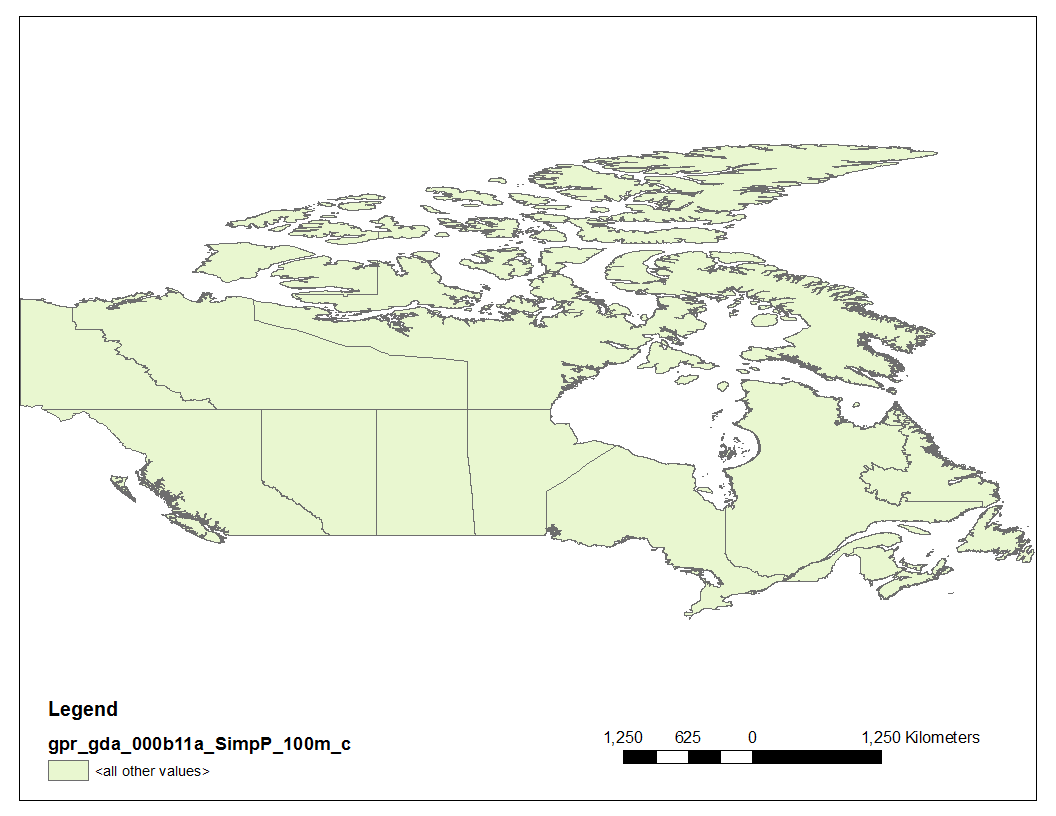 Legend
gpr_gda_000b11a_SimpP_100m_c
<all other values>
1,250 625 0 1,250 Kilometers